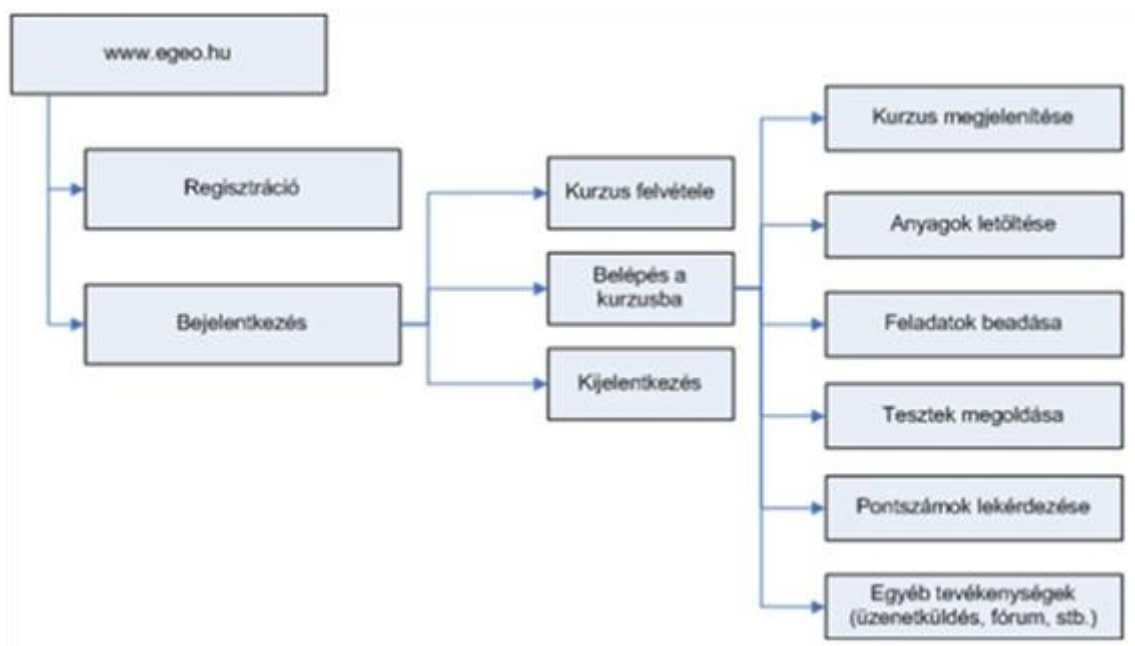 www.egeo.hu
Regisztráció
Bejelentkezés
Kurzus felvétele
Belépés a
kurzusba
Kijelentkezés
Kurzus megjelenítése
Anyagok letöltése
Feladatok beadása
Tesztek megoldása
Pontszámok lekérdezése
Egyéb tevékenységek
(üzenetküldés, fórum, stb.)